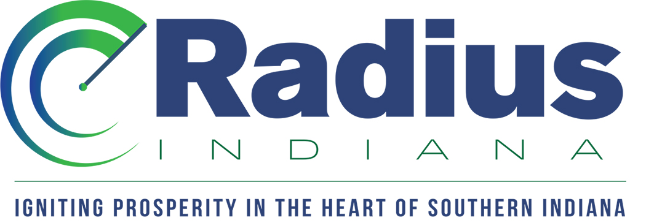 Radius
INDIANA
IGNITING PROSPERITY IN THE HEART OF SOUTHERN INDIANA